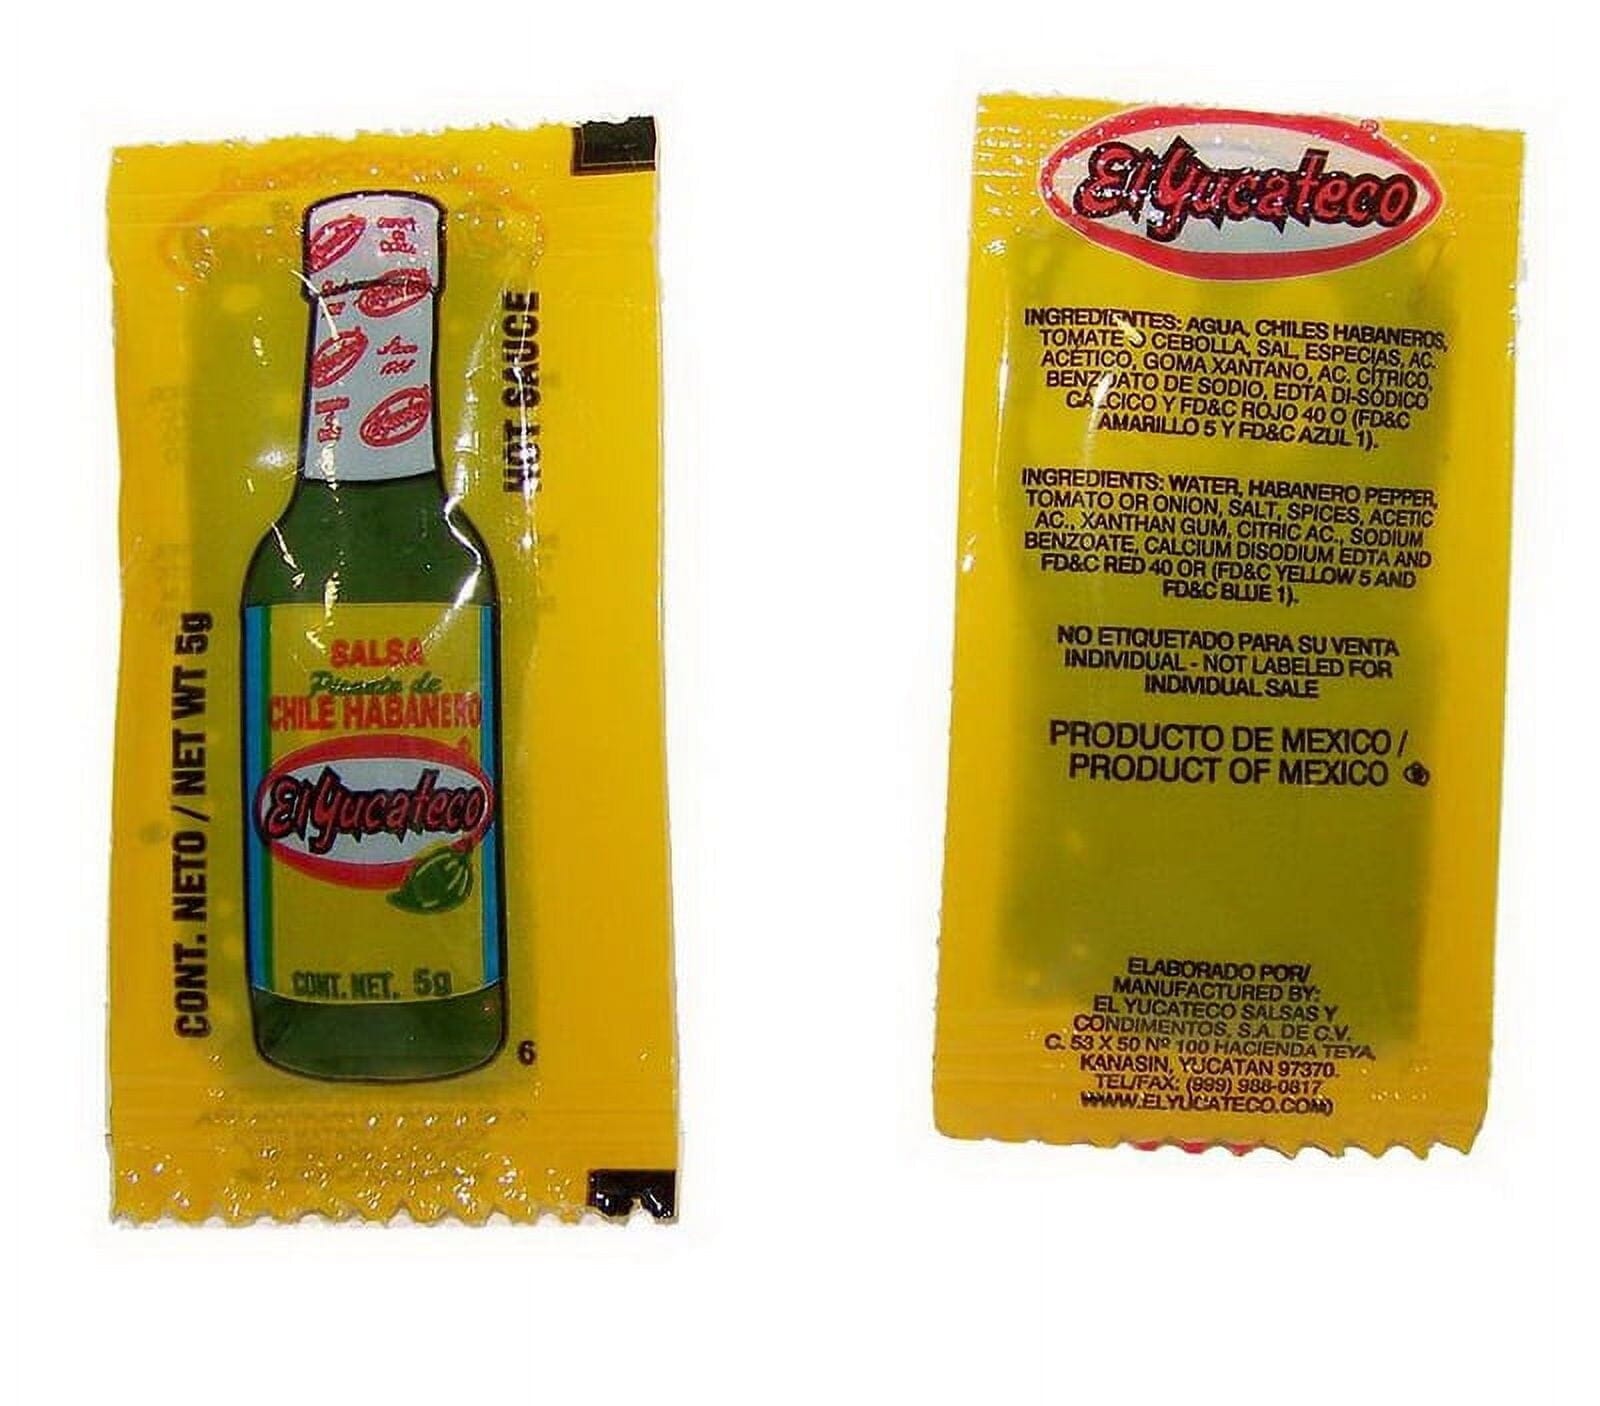 HOT SAUCE
SALSA
Picante de
CHILE HABANERO
El Yucateco
CONT. NET. 5g
CONT. NETO / NET WT 5g
6
El Yucateco
INGREDIENTES: AGUA, CHILES HABANEROS,
TOMATE O CEBOLLA, SAL, ESPECIAS, AC.
ACÉTICO, GOMA XANTANO, AC. CÍTRICO,
BENZOATO DE SODIO, EDTA DI-SÓDICO
CALCICO Y FD&C ROJO 40 O (FD&C
AMARILLO 5 Y FD&C AZUL 1).
INGREDIENTS: WATER, HABANERO PEPPER,
TOMATO OR ONION, SALT, SPICES, ACETIC
AC., XANTHAN GUM, CITRIC AC., SODIUM
BENZOATE, CALCIUM DISODIUM EDTA AND
FD&C RED 40 OR (FD&C YELLOW 5 AND
FD&C BLUE 1).
NO ETIQUETADO PARA SU VENTA
INDIVIDUAL - NOT LABELED FOR
INDIVIDUAL SALE
PRODUCTO DE MEXICO /
PRODUCT OF MEXICO
ELABORADO POR/
MANUFACTURED BY:
EL YUCATECO SALSAS Y
CONDIMENTOS, S.A. DE C.V.
C. 53 X 50 Nº 100 HACIENDA TEYA,
KANASIN, YUCATAN 97370.
TEL/FAX: (999) 988-0817
WWW.ELYUCATECO.COM)